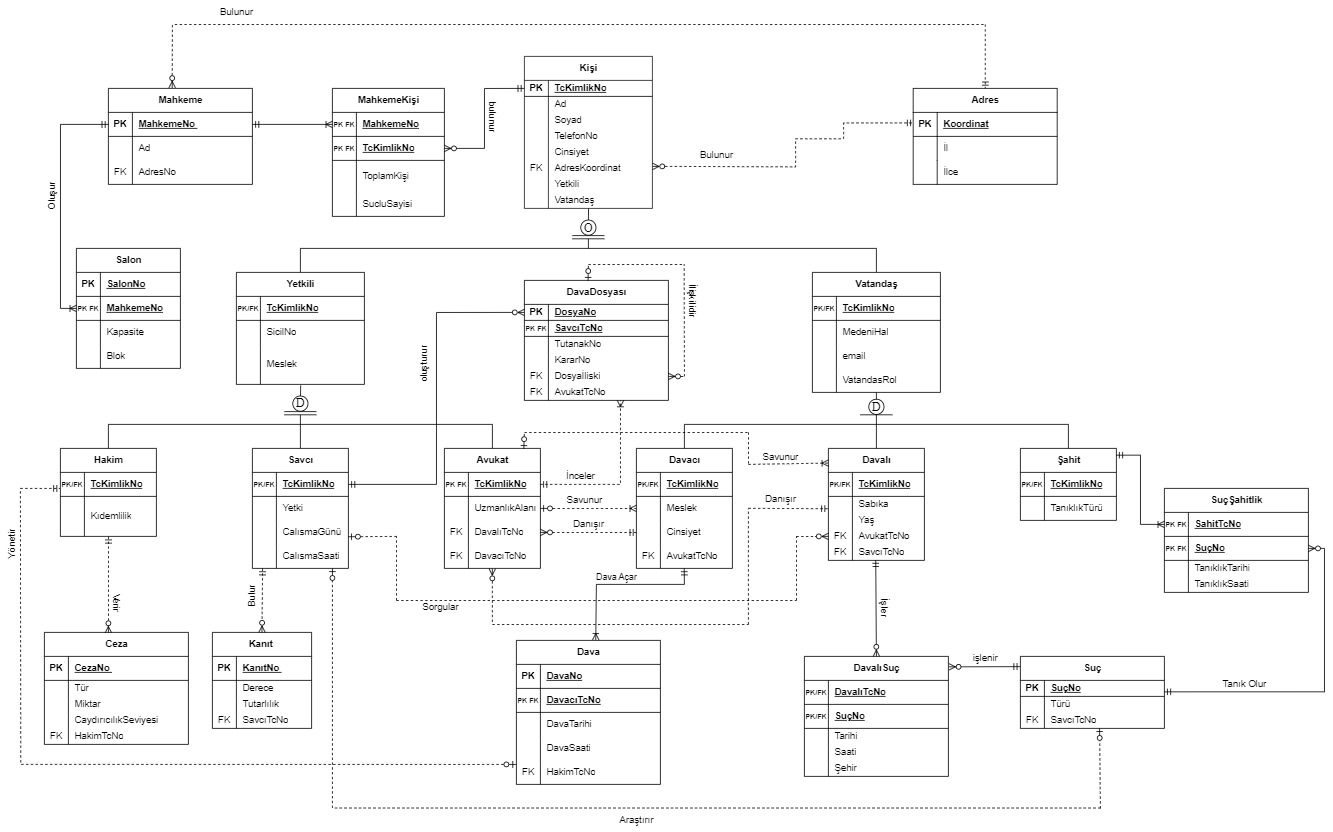 Bulunur
Mahkeme
PK MahkemeNo
Ad
FK AdresNo
MahkemeKişi
PK FK MahkemeNo
PK FK TcKimlikNo
ToplamKişi
SucluSayisi
bulunur
Kişi
PK TcKimlikNo
Ad
Soyad
TelefonNo
Cinsiyet
FK AdresKoordinat
Yetkili
Vatandaş
Bulunur
Adres
PK Koordinat
İl
İlce
Oluşur
Salon
PK SalonNo
PK FK MahkemeNo
Kapasite
Blok
O
Yetkili
PK/FK TcKimlikNo
SicilNo
Meslek
D
oluşturur
DavaDosyası
PK DosyaNo
PK FK SavcıTcNo
TutanakNo
KararNo
FK DosyaIliski
FK AvukatTcNo
İlişkilidir
Vatandaş
PK/FK TcKimlikNo
MedeniHal
email
VatandasRol
D
Hakim
PK/FK TcKimlikNo
Kıdemlilik
Savcı
PK/FK TcKimlikNo
Yetki
CalısmaGünü
CalısmaSaati
Avukat
PK FK TcKimlikNo
UzmanlıkAlanı
FK DavalıTcNo
FK DavacıTcNo
İnceler
Savunur
Danışır
Davacı
PK/FK TcKimlikNo
Meslek
Cinsiyet
FK AvukatTcNo
Savunur
Danışır
Davalı
PK/FK TcKimlikNo
Sabıka
Yaş
FK AvukatTcNo
FK SavcıTcNo
Şahit
PK/FK TcKimlikNo
TanıklıkTürü
SuçŞahitlik
PK FK SahitTcNo
PK FK SuçNo
TanıklıkTarihi
TanıklıkSaati
Yönetir
Verir
Bulur
Sorgular
Dava Açar
işler
Ceza
PK CezaNo
Tür
Miktar
CaydırıcılıkSeviyesi
FK HakimTcNo
Kanıt
PK KanıtNo
Derece
Tutarlılık
FK SavcıTcNo
Dava
PK DavaNo
PK FK DavacıTcNo
DavaTarihi
DavaSaati
FK HakimTcNo
DavalıSuç
PK/FK DavalıTcNo
PK/FK SuçNo
Tarihi
Saati
Şehir
işlenir
Suç
PK SuçNo
Türü
FK SavcıTcNo
Tanık Olur
Araştırır